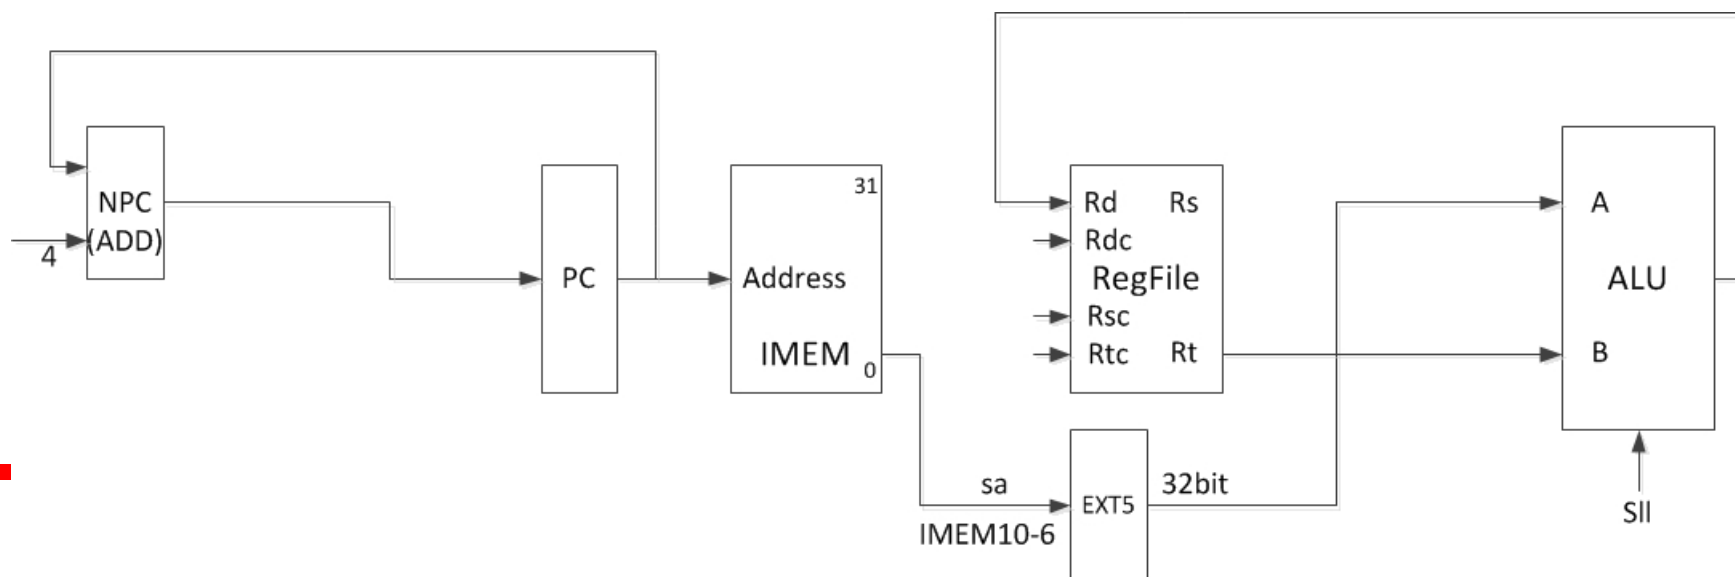 NPC
(ADD)
4
PC
31
Address
IMEM
0
Rd
Rs
Rdc
RegFile
Rsc
Rtc
Rt
A
ALU
B
sa
IMEM10-6
EXT5
32bit
Sll